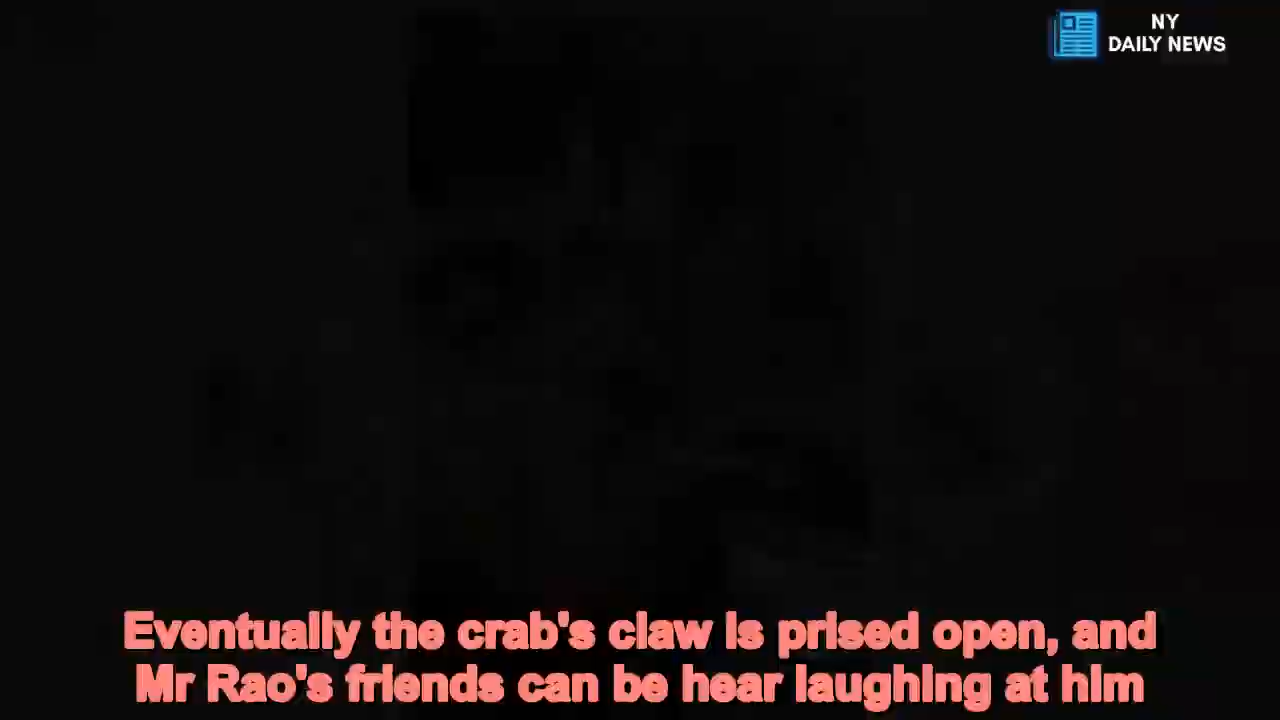 NY
DAILY NEWS
Eventually the crab's claw is prised open, and
Mr Rao's friends can be hear laughing at him